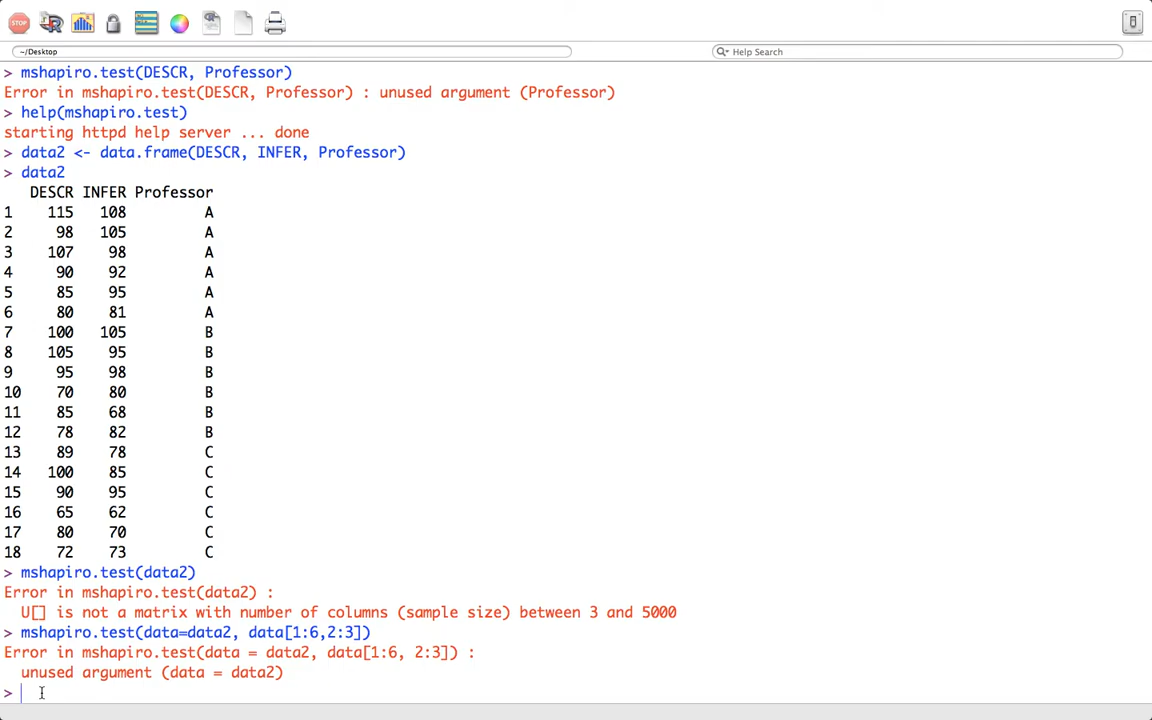 STOP
~/Desktop
Help Search
> mshapiro.test(DESCR, Professor)
Error in mshapiro.test(DESCR, Professor) : unused argument (Professor)
> help(mshapiro.test)
starting httpd help server ... done
> data2 <- data.frame(DESCR, INFER, Professor)
> data2
DESCR INFER Professor
1 115 108 A
2 98 105 A
3 107 98 A
4 90 92 A
5 85 95 A
6 80 81 A
7 100 105 B
8 105 95 B
9 95 98 B
10 70 80 B
11 85 68 B
12 78 82 B
13 89 78 C
14 100 85 C
15 90 95 C
16 65 62 C
17 80 70 C
18 72 73 C
> mshapiro.test(data2)
Error in mshapiro.test(data2) :
U[] is not a matrix with number of columns (sample size) between 3 and 5000
> mshapiro.test(data=data2, data[1:6,2:3])
Error in mshapiro.test(data = data2, data[1:6, 2:3]) :
unused argument (data = data2)
>